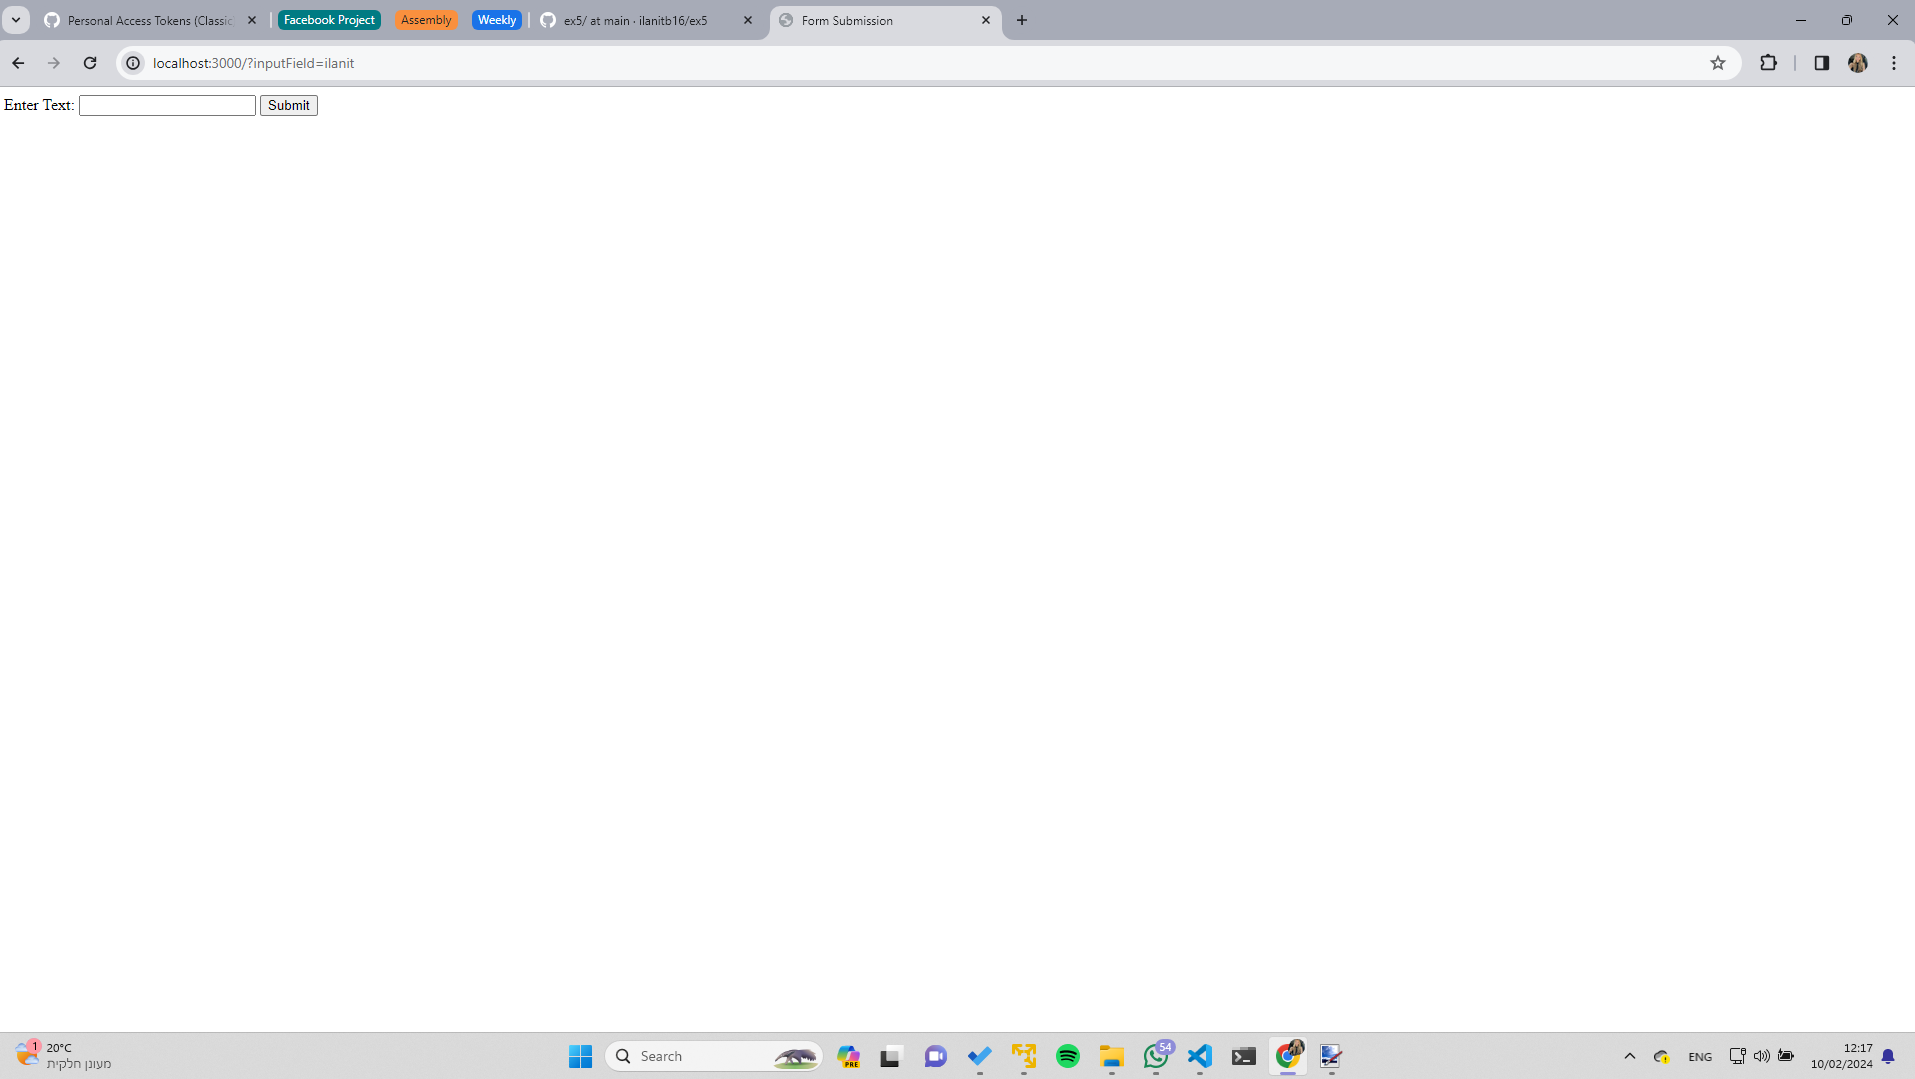 Personal Access Tokens (Classic
Facebook Project
Assembly
Weekly
ex5/ at main · ilanitb16/ex5
Form Submission
localhost:3000/?inputField=ilanit
Enter Text:
Submit
1
20°C
מעונן חלקית
Search
PRE
54
ENG
12:17
10/02/2024